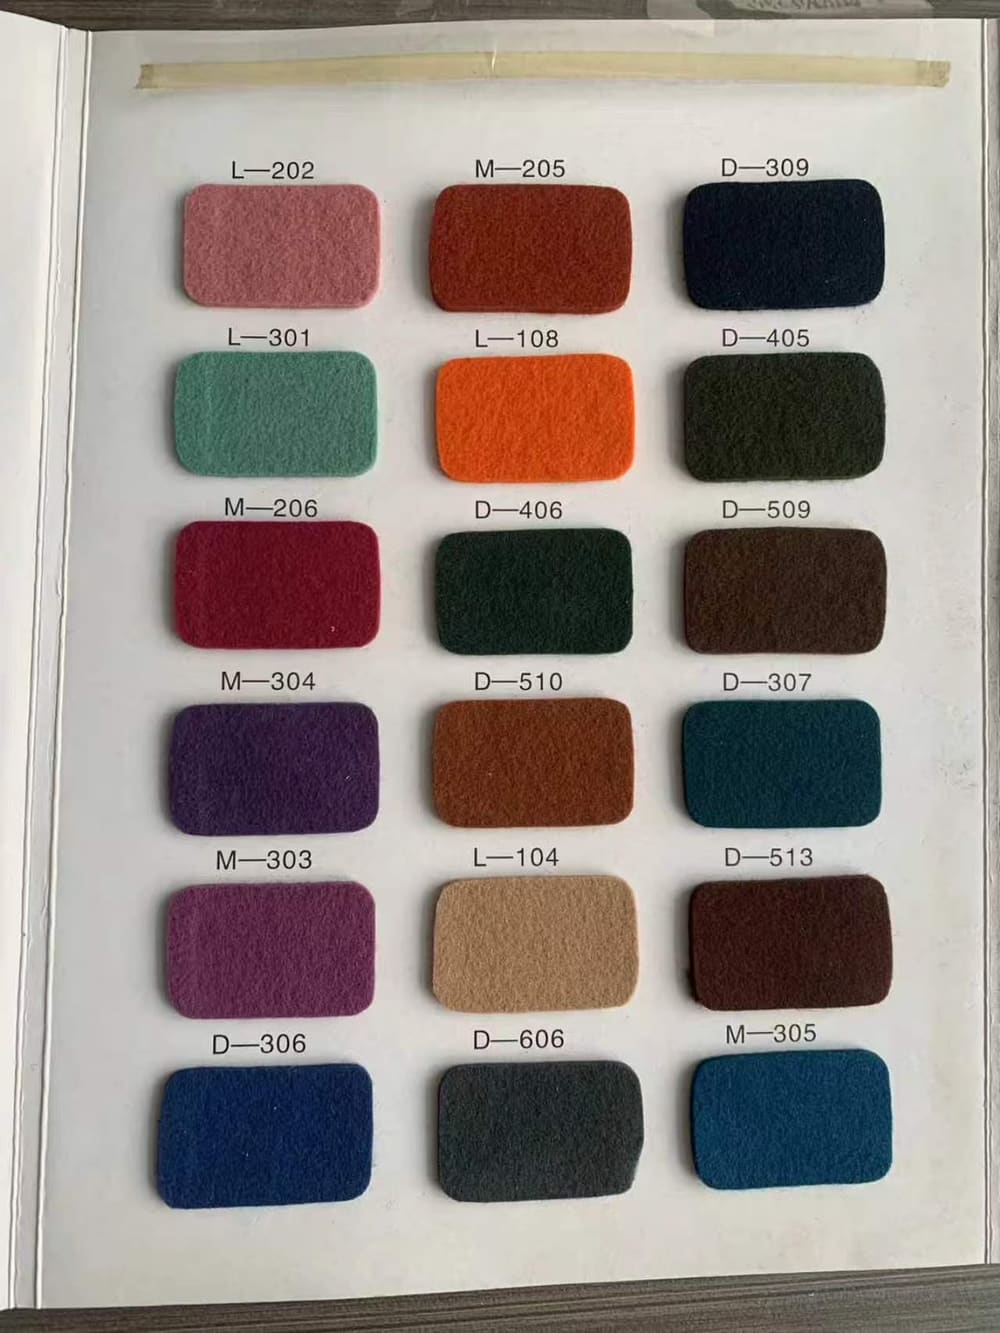 L—202 M—205 D—309
L—301 L—108 D—405
M—206 D—406 D—509
M—304 D—510 D—307
M—303 L—104 D—513
D—306 D—606 M—305